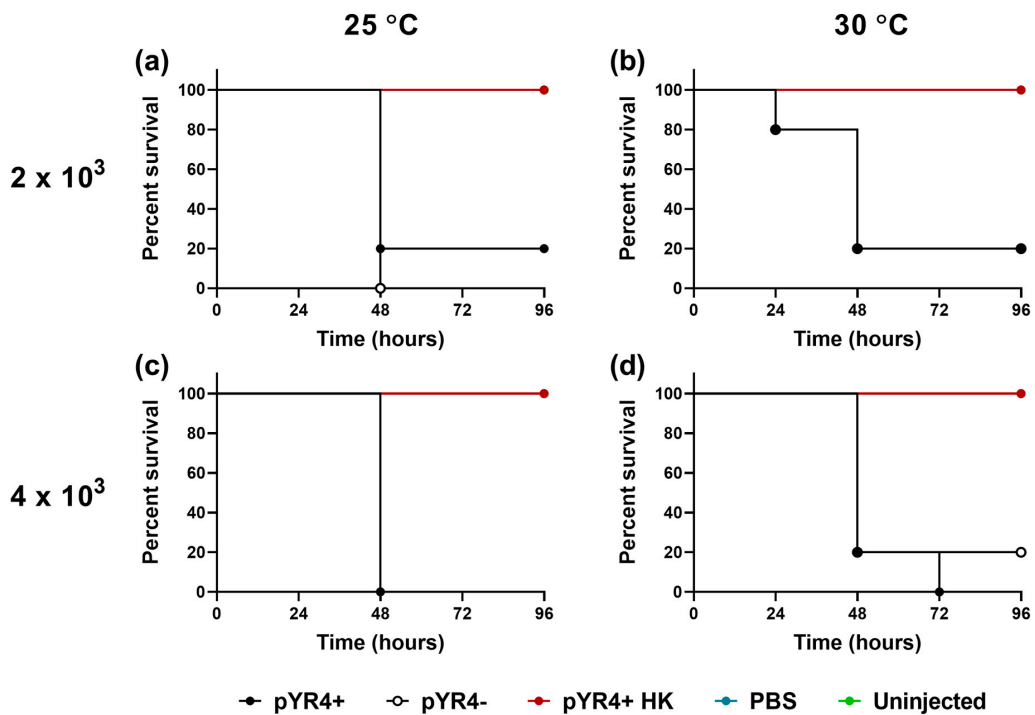 25 °C
30 °C
2 x 10³
4 x 10³
(a)
Percent survival
100
80
60
40
20
0
0 24 48 72 96
Time (hours)
(b)
Percent survival
100
80
60
40
20
0
0 24 48 72 96
Time (hours)
(c)
Percent survival
100
80
60
40
20
0
0 24 48 72 96
Time (hours)
(d)
Percent survival
100
80
60
40
20
0
0 24 48 72 96
Time (hours)
pYR4+ pYR4- pYR4+ HK PBS Uninjected